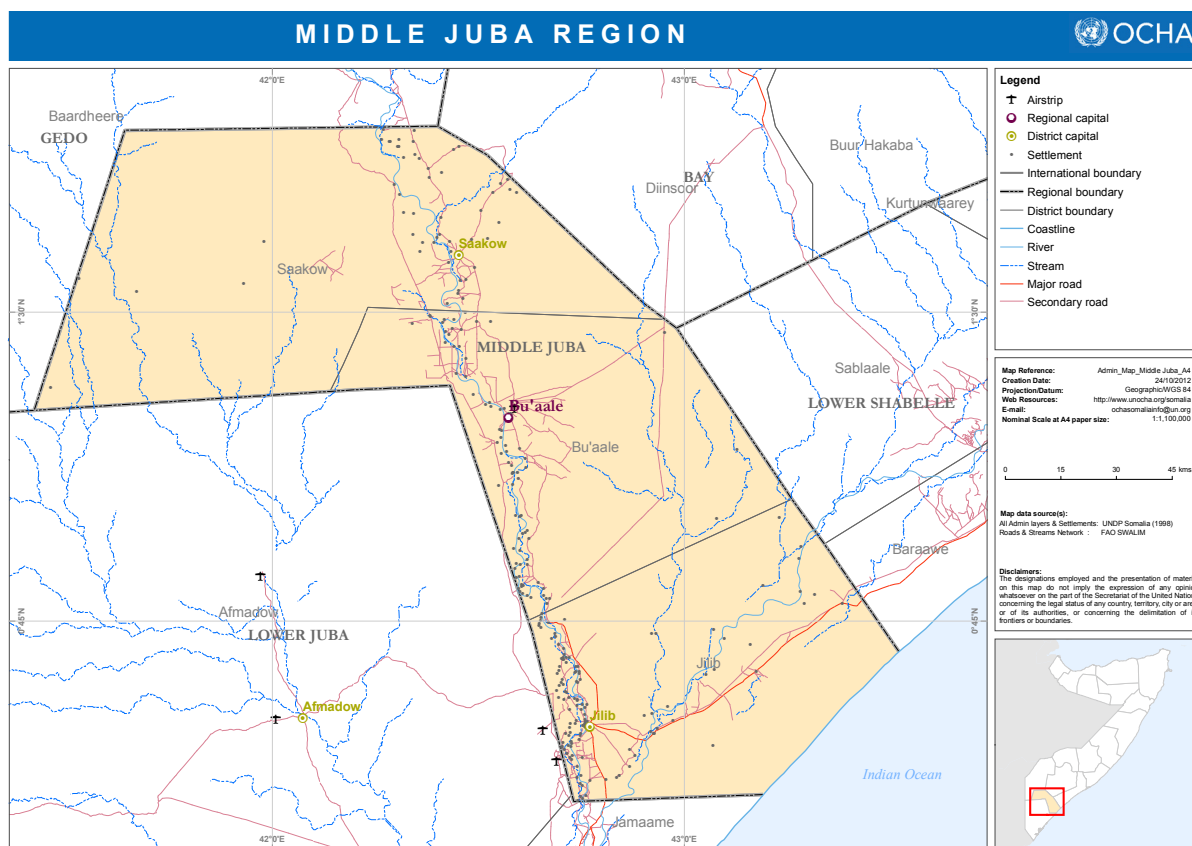 MIDDLE JUBA REGION
OCHA
42°0'E
43°0'E
Baardheere
GEDO
Buur Hakaba
BAY
Diinsoor
Kurtunwaarey
Saakow
Saakow
1°30'N
1°30'N
MIDDLE JUBA
Sablaale
LOWER SHABELLE
Bu'aale
Bu'aale
Baraawe
Afmadow
LOWER JUBA
0°45'N
0°45'N
Jilib
Afmadow
Jilib
Indian Ocean
Jamaame
42°0'E
43°0'E
Legend
Airstrip
Regional capital
District capital
Settlement
International boundary
Regional boundary
District boundary
Coastline
River
Stream
Major road
Secondary road
Map Reference: Admin_Map_Middle Juba_A4
Creation Date: 24/10/2012
Projection/Datum: Geographic/WGS 84
Web Resources: http://www.unocha.org/somalia
E-mail: ochasomaliainfo@un.org
Nominal Scale at A4 paper size: 1:1,100,000
0 15 30 45 kms
Map data source(s):
All Admin layers & Settlements: UNDP Somalia (1998)
Roads & Streams Network : FAO SWALIM
Disclaimers:
The designations employed and the presentation of mater
on this map do not imply the expression of any opini
whatsoever on the part of the Secretariat of the United Nation
concerning the legal status of any country, territory, city or are
or of its authorities, or concerning the delimitation of i
frontiers or boundaries.